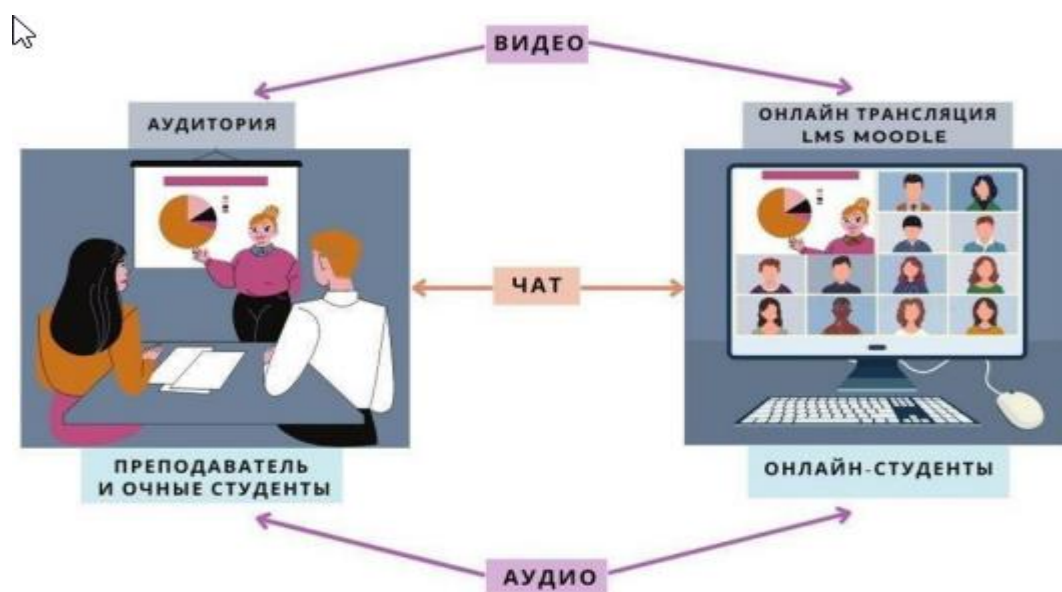 ВИДЕО
АУДИТОРИЯ
ОНЛАЙН ТРАНСЛЯЦИЯ
LMS MOODLE
ЧАТ
ПРЕПОДАВАТЕЛЬ
И ОЧНЫЕ СТУДЕНТЫ
ОНЛАЙН-СТУДЕНТЫ
АУДИО